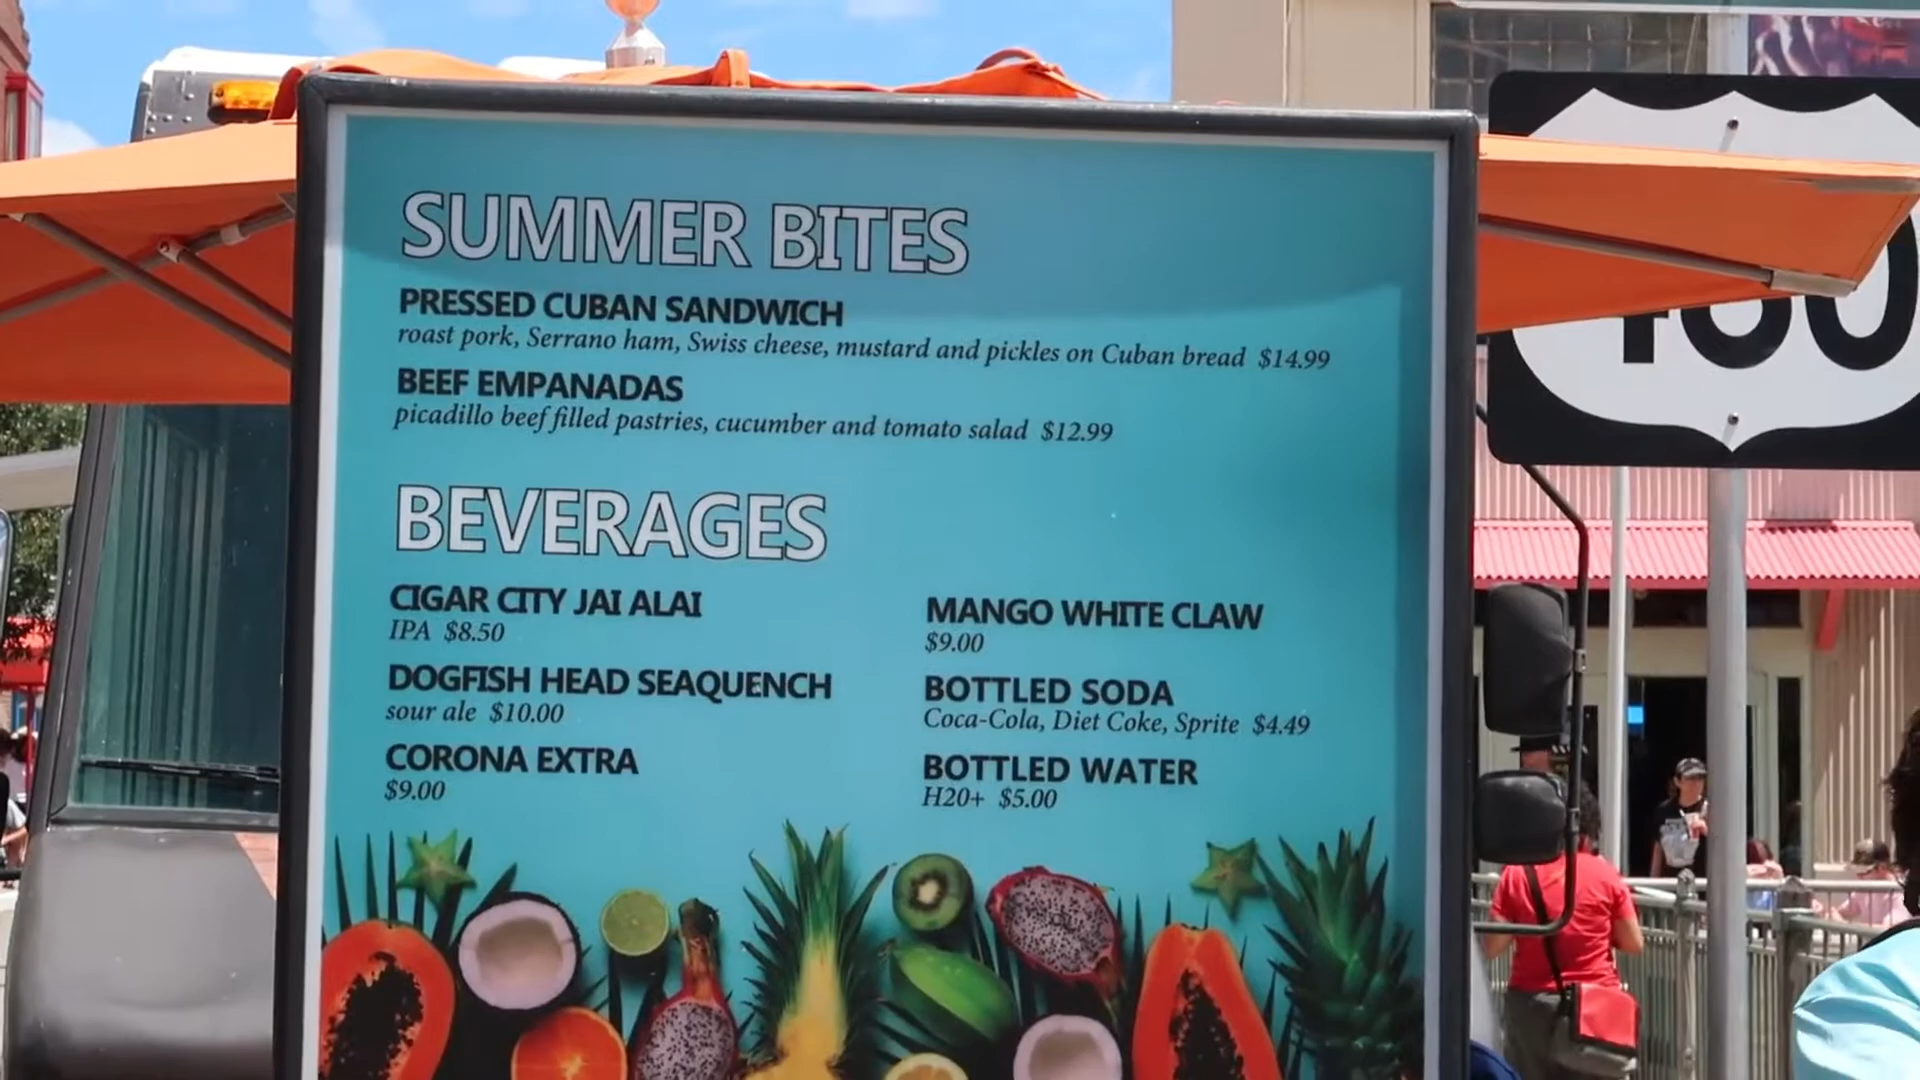 SUMMER BITES
PRESSED CUBAN SANDWICH
roast pork, Serrano ham, Swiss cheese, mustard and pickles on Cuban bread $14.99
BEEF EMPANADAS
picadillo beef filled pastries, cucumber and tomato salad $12.99
BEVERAGES
CIGAR CITY JAI ALAI
IPA $8.50
DOGFISH HEAD SEAQUENCH
sour ale $10.00
CORONA EXTRA
$9.00
MANGO WHITE CLAW
$9.00
BOTTLED SODA
Coca-Cola, Diet Coke, Sprite $4.49
BOTTLED WATER
H20+ $5.00